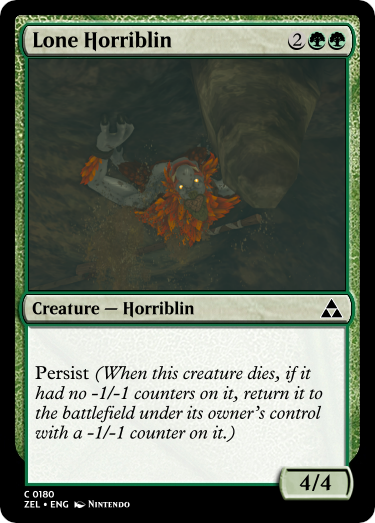 Lone Horriblin 2
Creature — Horriblin
Persist (When this creature dies, if it
had no -1/-1 counters on it, return it to
the battlefield under its owner's control
with a -1/-1 counter on it.)
4/4
C 0180
ZEL • ENG Nintendo